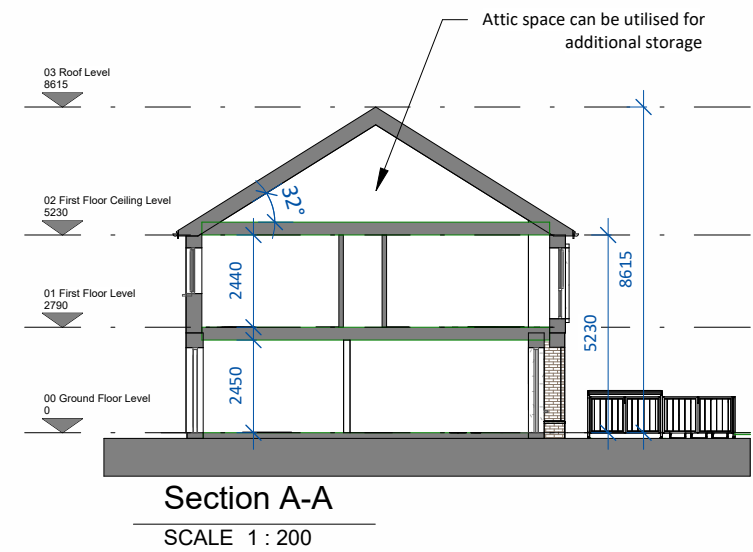 Attic space can be utilised for
additional storage
03 Roof Level
8615
02 First Floor Ceiling Level
5230
32°
2440
8615
01 First Floor Level
2790
5230
2450
00 Ground Floor Level
0
Section A-A
SCALE 1 : 200